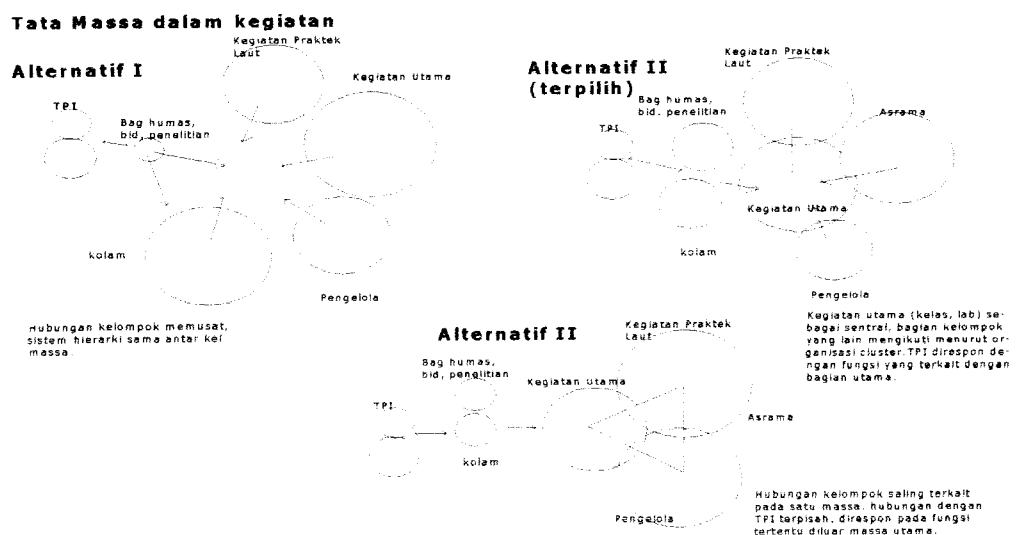 Tata Massa dalam kegiatan
Alternatif I
Kegiatan Praktek
Laut
Kegiatan Utama
TPI
Bag humas,
bid. penelitian
kolam
Pengelola
Hubungan kelompok memusat,
sistem hierarki sama antar kel
massa.
Alternatif II
(terpilih)
Kegiatan Praktek
Laut
Bag humas,
bid. penelitian
Asrama
TPI
Kegiatan Utama
kolam
Pengelola
Kegiatan utama (kelas, lab) se-
bagai sentral, bagian kelompok
yang lain mengikuti menurut or-
ganisasi cluster. TPI direspon de-
ngan fungsi yang terkait dengan
bagian utama.
Alternatif II
Kegiatan Praktek
Laut
Bag humas,
bid. penelitian
Kegiatan Utama
TPI
Asrama
kolam
Pengelola
Hubungan kelompok saling terkait
pada satu massa. hubungan dengan
TPI terpisah, direspon pada fungsi
tertentu diluar massa utama.